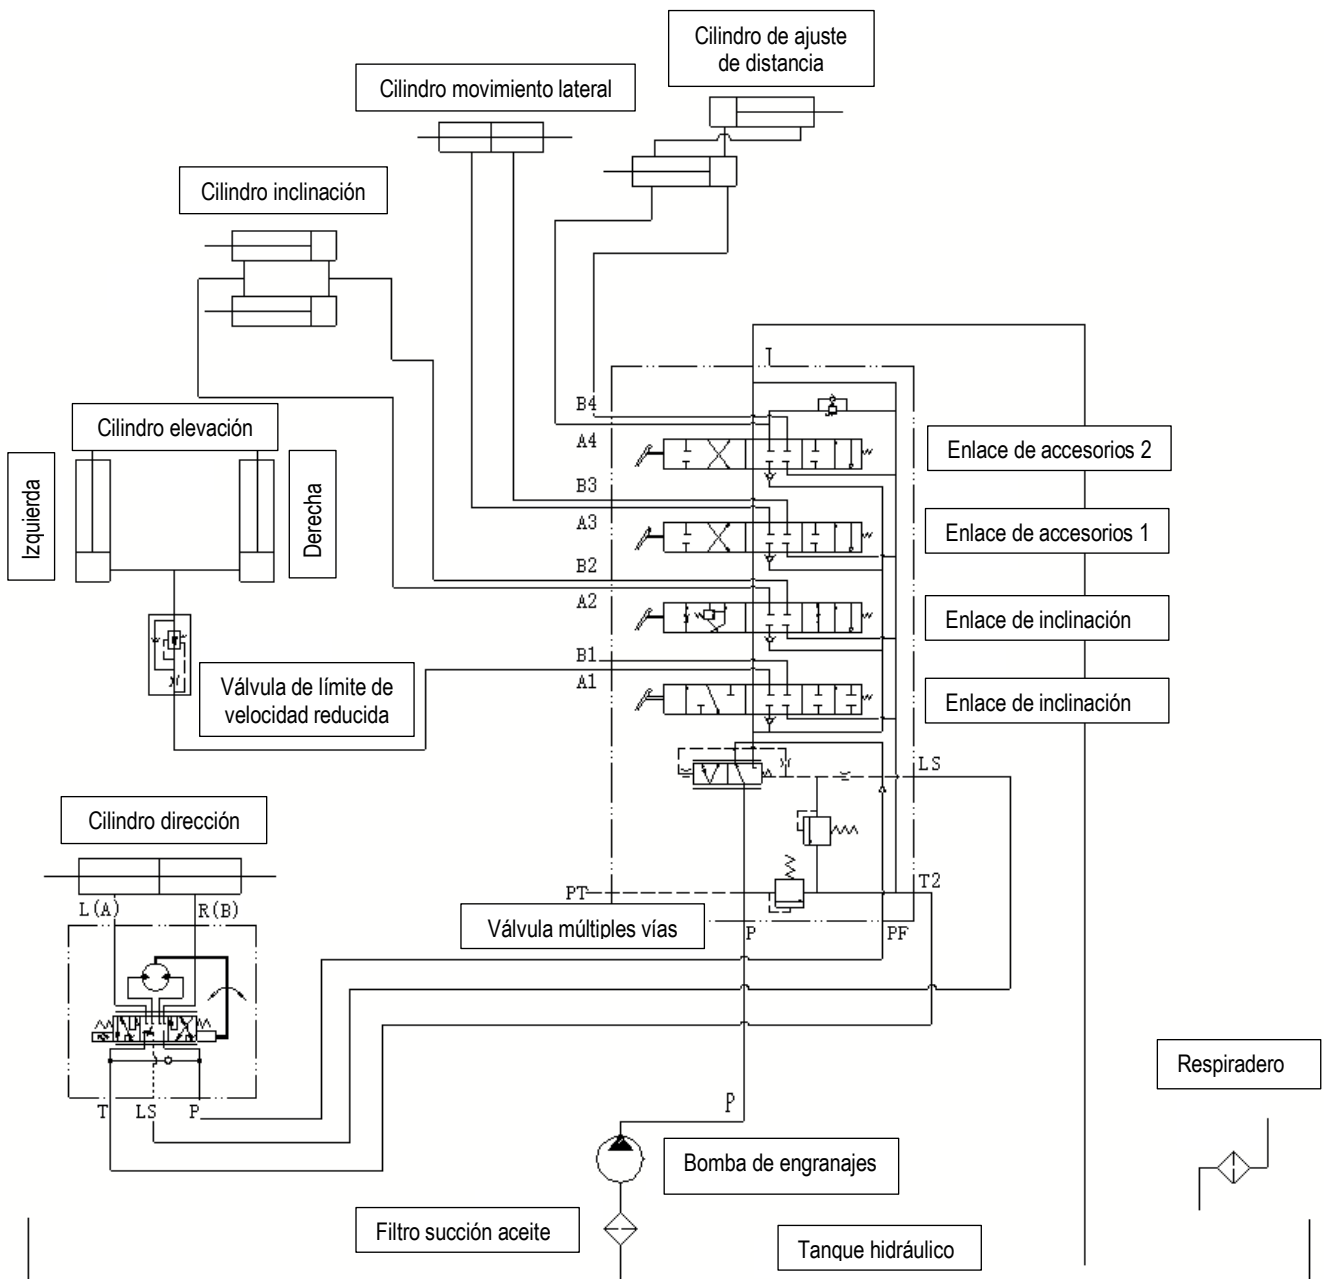 Cilindro de ajuste
de distancia
Cilindro movimiento lateral
Cilindro inclinación
Cilindro elevación
Izquierda
Derecha
Válvula de límite de
velocidad reducida
T
B4
A4
Enlace de accesorios 2
B3
A3
Enlace de accesorios 1
B2
A2
Enlace de inclinación
B1
A1
Enlace de inclinación
LS
Cilindro dirección
PT
T2
L(A)
R(B)
Válvula múltiples vías
P
PF
T
LS
P
P
Respiradero
Bomba de engranajes
Filtro succión aceite
Tanque hidráulico